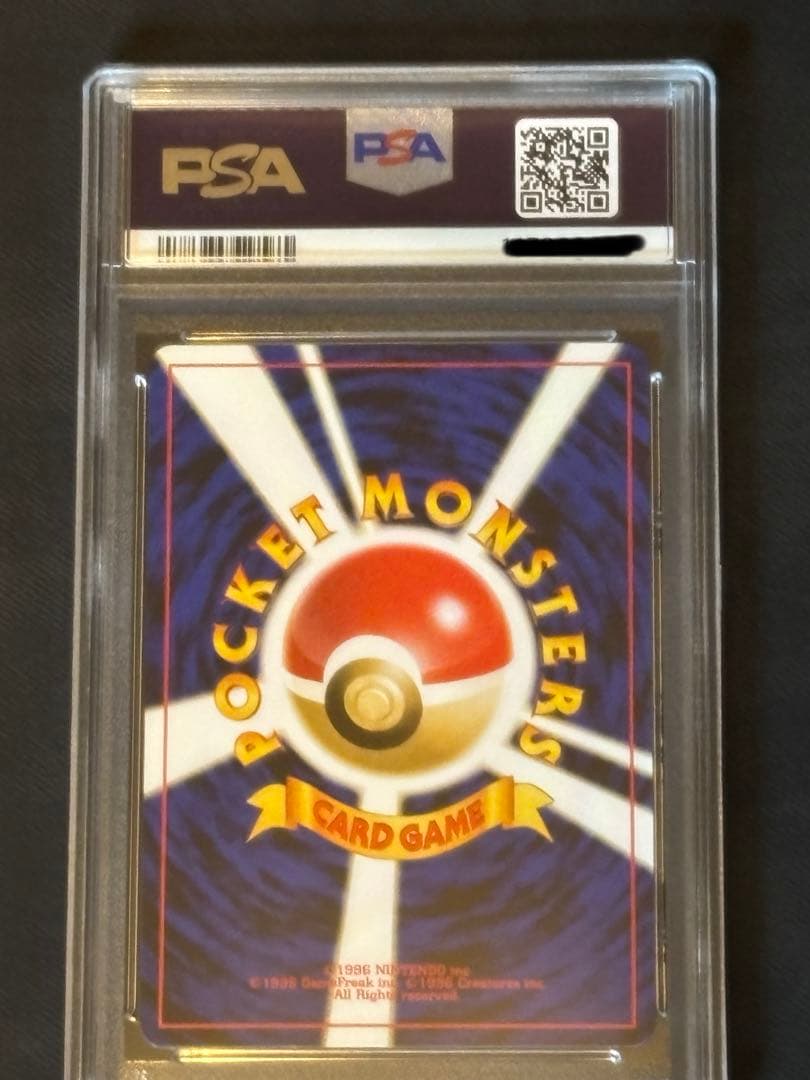 PSA
PSA
POCKET MONSTERS
CARD GAME
©1996 NINTENDO inc
©1996 GameFreak inc. ©1996 Creatures inc.
All Rights reserved.